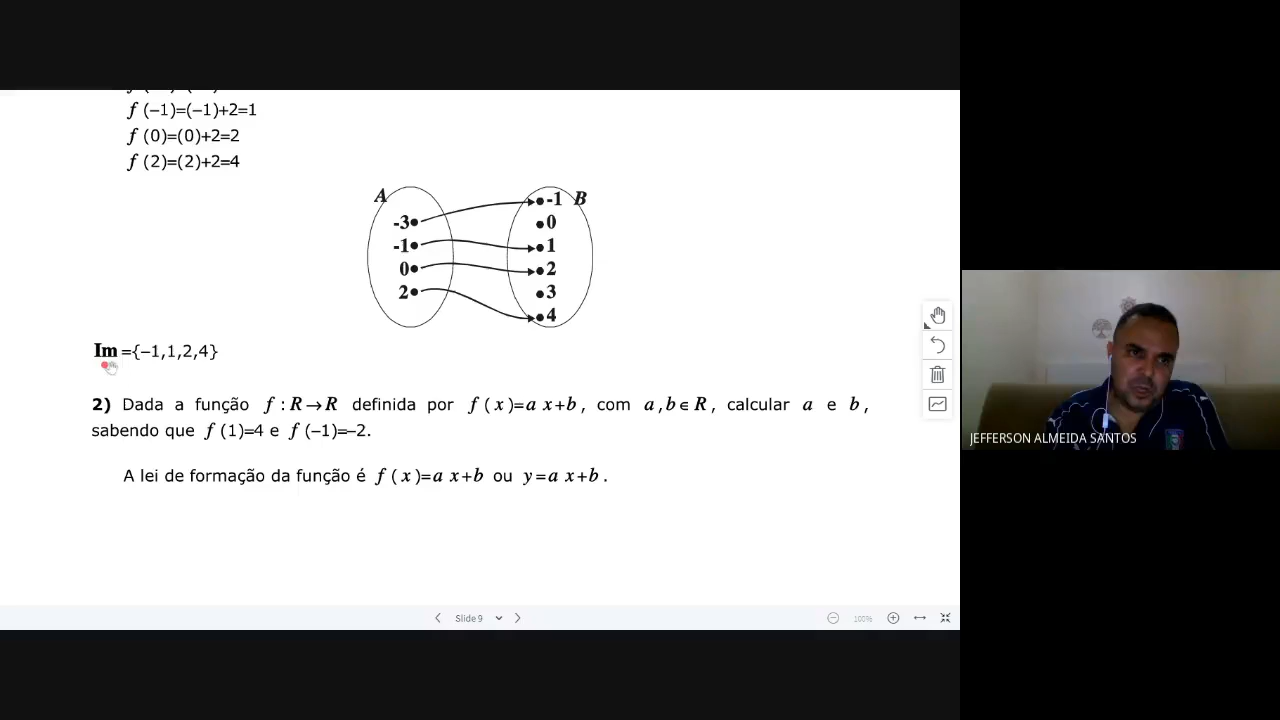 f (−1)=(−1)+2=1
f (0)=(0)+2=2
f (2)=(2)+2=4
A
B
-3
-1
0
2
-1
0
1
2
3
4
Im ={−1,1,2,4}
2) Dada a função f : R→R definida por f ( x )=a x+b , com a , b ∈ R , calcular a e b ,
sabendo que f (1)=4 e f (−1)=−2.
A lei de formação da função é f ( x )=a x+b ou y=a x+b .
JEFFERSON ALMEIDA SANTOS
Slide 9
100%